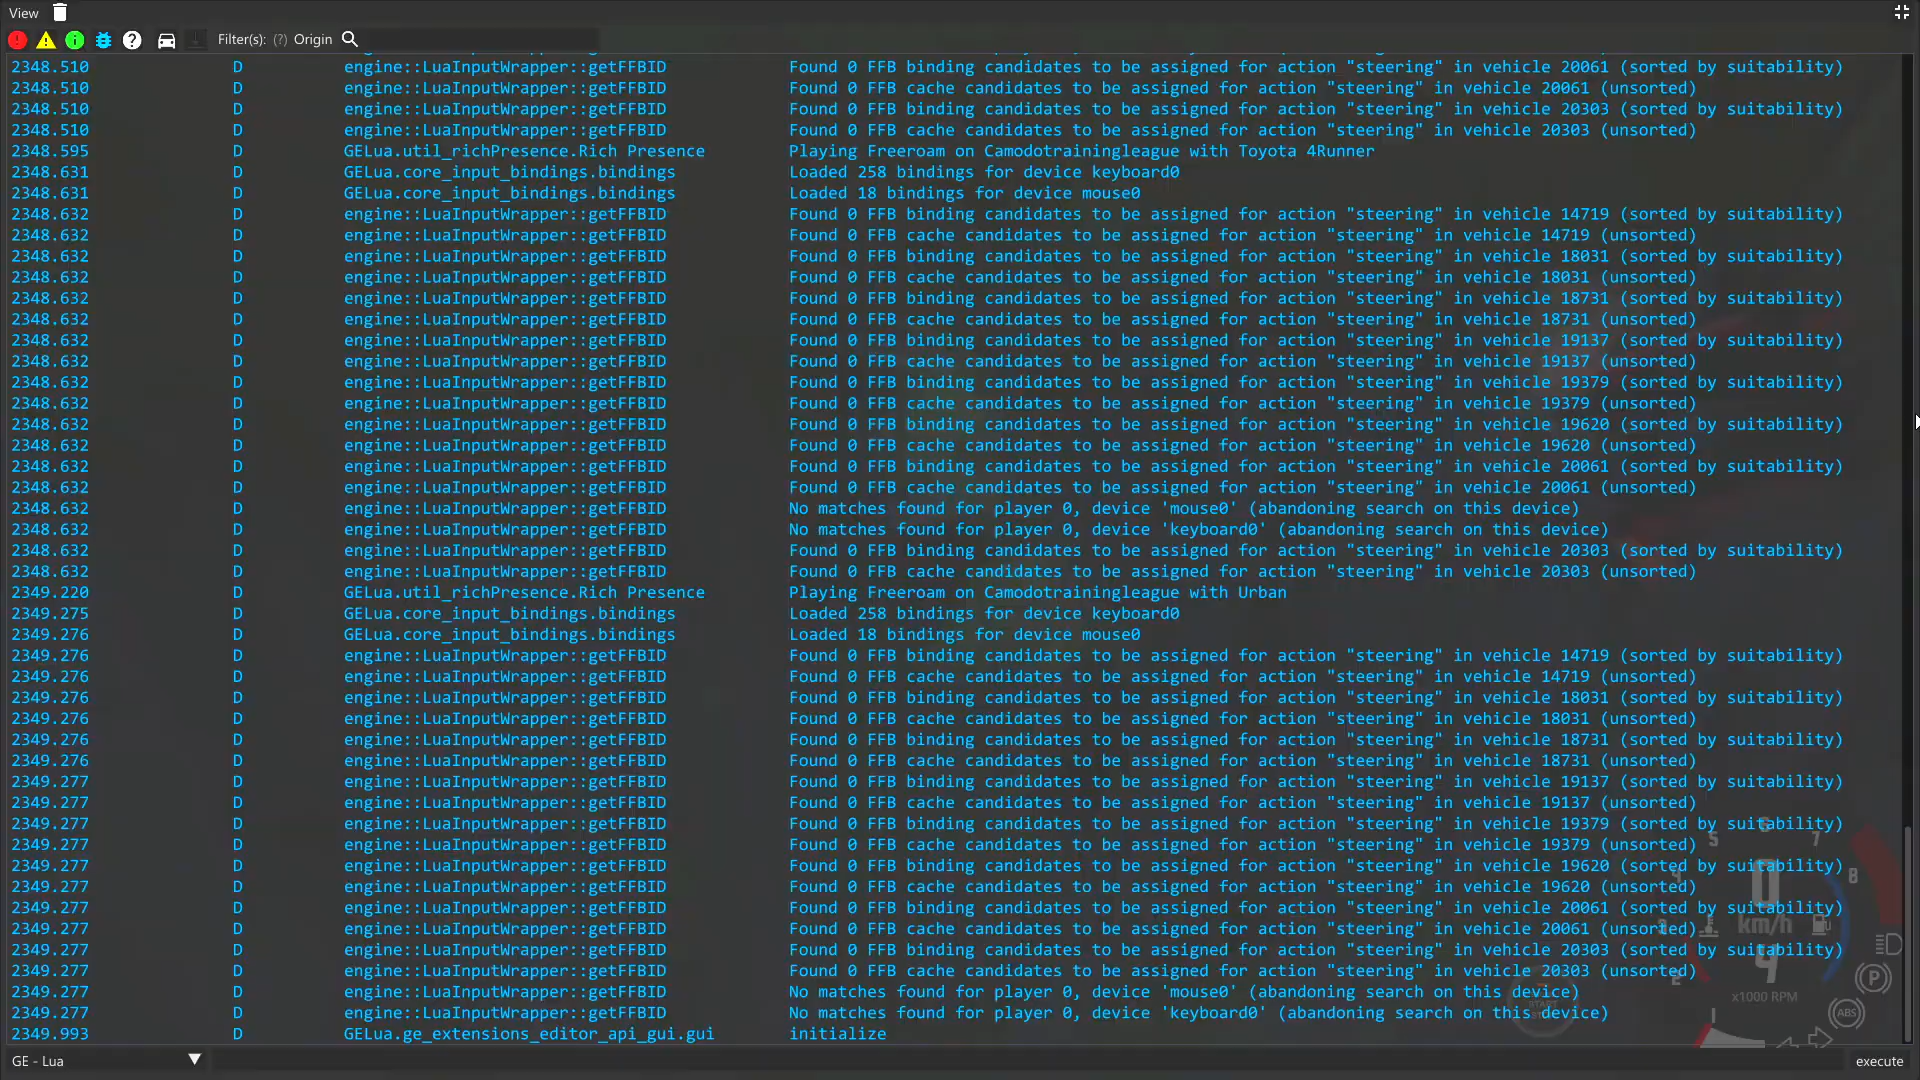 View
Filter(s): (?) Origin
2348.510 D engine::LuaInputWrapper::getFFBID Found 0 FFB binding candidates to be assigned for action "steering" in vehicle 20061 (sorted by suitability)
2348.510 D engine::LuaInputWrapper::getFFBID Found 0 FFB cache candidates to be assigned for action "steering" in vehicle 20061 (unsorted)
2348.510 D engine::LuaInputWrapper::getFFBID Found 0 FFB binding candidates to be assigned for action "steering" in vehicle 20303 (sorted by suitability)
2348.510 D engine::LuaInputWrapper::getFFBID Found 0 FFB cache candidates to be assigned for action "steering" in vehicle 20303 (unsorted)
2348.595 D GELua.util_richPresence.Rich Presence Playing Freeroam on Camodotrainingleague with Toyota 4Runner
2348.631 D GELua.core_input_bindings.bindings Loaded 258 bindings for device keyboard0
2348.631 D GELua.core_input_bindings.bindings Loaded 18 bindings for device mouse0
2348.632 D engine::LuaInputWrapper::getFFBID Found 0 FFB binding candidates to be assigned for action "steering" in vehicle 14719 (sorted by suitability)
2348.632 D engine::LuaInputWrapper::getFFBID Found 0 FFB cache candidates to be assigned for action "steering" in vehicle 14719 (unsorted)
2348.632 D engine::LuaInputWrapper::getFFBID Found 0 FFB binding candidates to be assigned for action "steering" in vehicle 18031 (sorted by suitability)
2348.632 D engine::LuaInputWrapper::getFFBID Found 0 FFB cache candidates to be assigned for action "steering" in vehicle 18031 (unsorted)
2348.632 D engine::LuaInputWrapper::getFFBID Found 0 FFB binding candidates to be assigned for action "steering" in vehicle 18731 (sorted by suitability)
2348.632 D engine::LuaInputWrapper::getFFBID Found 0 FFB cache candidates to be assigned for action "steering" in vehicle 18731 (unsorted)
2348.632 D engine::LuaInputWrapper::getFFBID Found 0 FFB binding candidates to be assigned for action "steering" in vehicle 19137 (sorted by suitability)
2348.632 D engine::LuaInputWrapper::getFFBID Found 0 FFB cache candidates to be assigned for action "steering" in vehicle 19137 (unsorted)
2348.632 D engine::LuaInputWrapper::getFFBID Found 0 FFB binding candidates to be assigned for action "steering" in vehicle 19379 (sorted by suitability)
2348.632 D engine::LuaInputWrapper::getFFBID Found 0 FFB cache candidates to be assigned for action "steering" in vehicle 19379 (unsorted)
2348.632 D engine::LuaInputWrapper::getFFBID Found 0 FFB binding candidates to be assigned for action "steering" in vehicle 19620 (sorted by suitability)
2348.632 D engine::LuaInputWrapper::getFFBID Found 0 FFB cache candidates to be assigned for action "steering" in vehicle 19620 (unsorted)
2348.632 D engine::LuaInputWrapper::getFFBID Found 0 FFB binding candidates to be assigned for action "steering" in vehicle 20061 (sorted by suitability)
2348.632 D engine::LuaInputWrapper::getFFBID Found 0 FFB cache candidates to be assigned for action "steering" in vehicle 20061 (unsorted)
2348.632 D engine::LuaInputWrapper::getFFBID No matches found for player 0, device 'mouse0' (abandoning search on this device)
2348.632 D engine::LuaInputWrapper::getFFBID No matches found for player 0, device 'keyboard0' (abandoning search on this device)
2348.632 D engine::LuaInputWrapper::getFFBID Found 0 FFB binding candidates to be assigned for action "steering" in vehicle 20303 (sorted by suitability)
2348.632 D engine::LuaInputWrapper::getFFBID Found 0 FFB cache candidates to be assigned for action "steering" in vehicle 20303 (unsorted)
2349.220 D GELua.util_richPresence.Rich Presence Playing Freeroam on Camodotrainingleague with Urban
2349.275 D GELua.core_input_bindings.bindings Loaded 258 bindings for device keyboard0
2349.276 D GELua.core_input_bindings.bindings Loaded 18 bindings for device mouse0
2349.276 D engine::LuaInputWrapper::getFFBID Found 0 FFB binding candidates to be assigned for action "steering" in vehicle 14719 (sorted by suitability)
2349.276 D engine::LuaInputWrapper::getFFBID Found 0 FFB cache candidates to be assigned for action "steering" in vehicle 14719 (unsorted)
2349.276 D engine::LuaInputWrapper::getFFBID Found 0 FFB binding candidates to be assigned for action "steering" in vehicle 18031 (sorted by suitability)
2349.276 D engine::LuaInputWrapper::getFFBID Found 0 FFB cache candidates to be assigned for action "steering" in vehicle 18031 (unsorted)
2349.276 D engine::LuaInputWrapper::getFFBID Found 0 FFB binding candidates to be assigned for action "steering" in vehicle 18731 (sorted by suitability)
2349.276 D engine::LuaInputWrapper::getFFBID Found 0 FFB cache candidates to be assigned for action "steering" in vehicle 18731 (unsorted)
2349.277 D engine::LuaInputWrapper::getFFBID Found 0 FFB binding candidates to be assigned for action "steering" in vehicle 19137 (sorted by suitability)
2349.277 D engine::LuaInputWrapper::getFFBID Found 0 FFB cache candidates to be assigned for action "steering" in vehicle 19137 (unsorted)
2349.277 D engine::LuaInputWrapper::getFFBID Found 0 FFB binding candidates to be assigned for action "steering" in vehicle 19379 (sorted by suitability)
2349.277 D engine::LuaInputWrapper::getFFBID Found 0 FFB cache candidates to be assigned for action "steering" in vehicle 19379 (unsorted)
2349.277 D engine::LuaInputWrapper::getFFBID Found 0 FFB binding candidates to be assigned for action "steering" in vehicle 19620 (sorted by suitability)
2349.277 D engine::LuaInputWrapper::getFFBID Found 0 FFB cache candidates to be assigned for action "steering" in vehicle 19620 (unsorted)
2349.277 D engine::LuaInputWrapper::getFFBID Found 0 FFB binding candidates to be assigned for action "steering" in vehicle 20061 (sorted by suitability)
2349.277 D engine::LuaInputWrapper::getFFBID Found 0 FFB cache candidates to be assigned for action "steering" in vehicle 20061 (unsorted)
2349.277 D engine::LuaInputWrapper::getFFBID Found 0 FFB binding candidates to be assigned for action "steering" in vehicle 20303 (sorted by suitability)
2349.277 D engine::LuaInputWrapper::getFFBID Found 0 FFB cache candidates to be assigned for action "steering" in vehicle 20303 (unsorted)
2349.277 D engine::LuaInputWrapper::getFFBID No matches found for player 0, device 'mouse0' (abandoning search on this device)
2349.277 D engine::LuaInputWrapper::getFFBID No matches found for player 0, device 'keyboard0' (abandoning search on this device)
2349.993 D GELua.ge_extensions_editor_api_gui.gui initialize
1 2 3 4 5 6 7 8
0
km/h
4
x1000 RPM
P
ABS
START
GE - Lua
execute